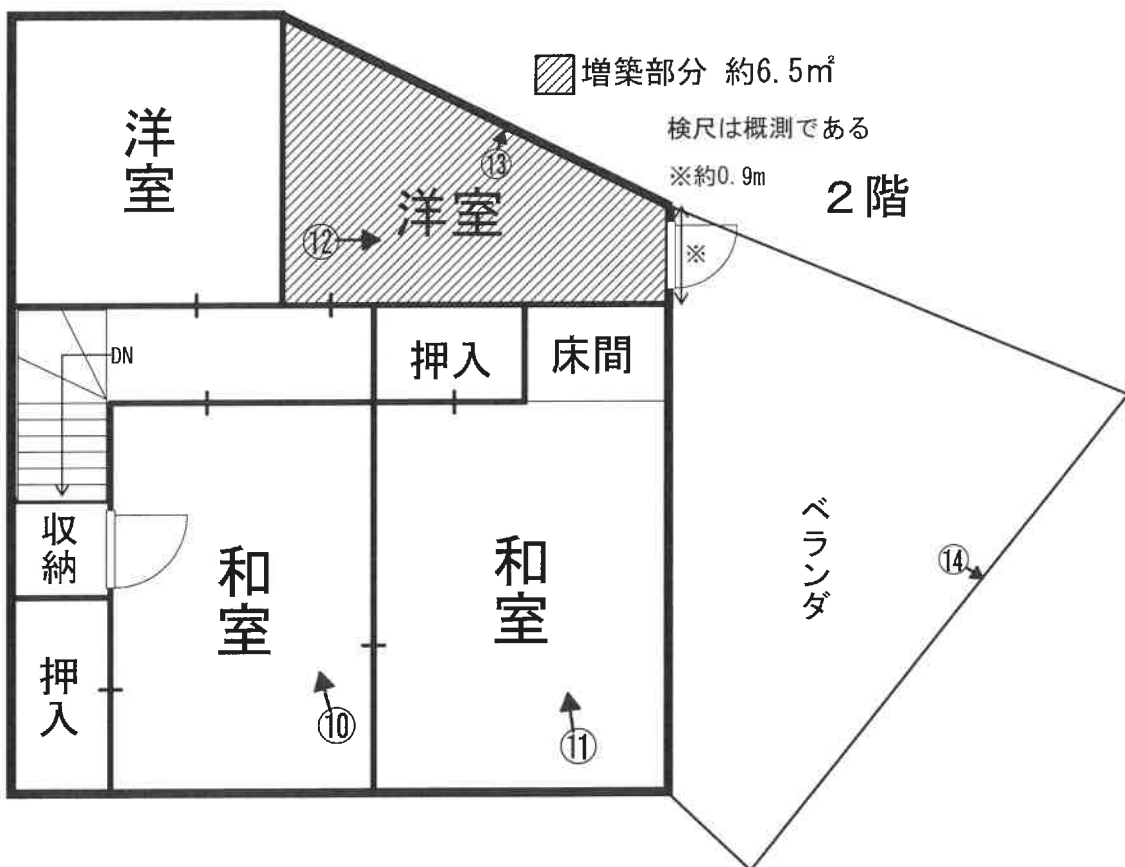 増築部分 約6.5㎡
検尺は概測である
※約0.9m
2階
洋室
⑬
洋室
⑫
※
DN
押入
床間
収納
和室
和室
ベランダ
⑭
押入
⑩
⑪